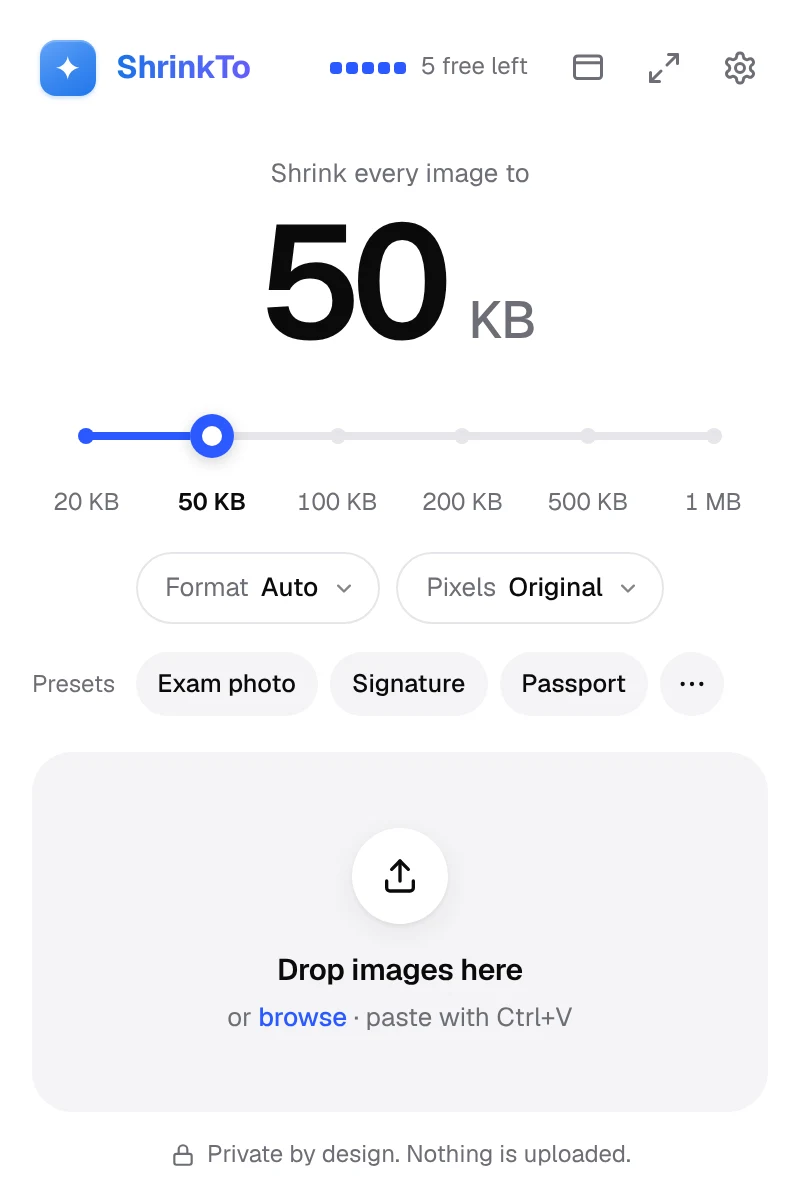 ShrinkTo
5 free left
Shrink every image to
50 KB
20 KB 50 KB 100 KB 200 KB 500 KB 1 MB
Format Auto
Pixels Original
Presets Exam photo Signature Passport ...
Drop images here
or browse · paste with Ctrl+V
Private by design. Nothing is uploaded.